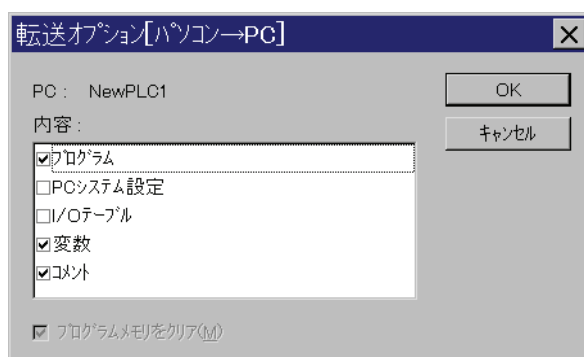 転送オプション[パソコン→PC]
PC: NewPLC1
内容:
プログラム
PCシステム設定
I/Oテーブル
変数
コメント
プログラムメモリをクリア(M)
OK
キャンセル